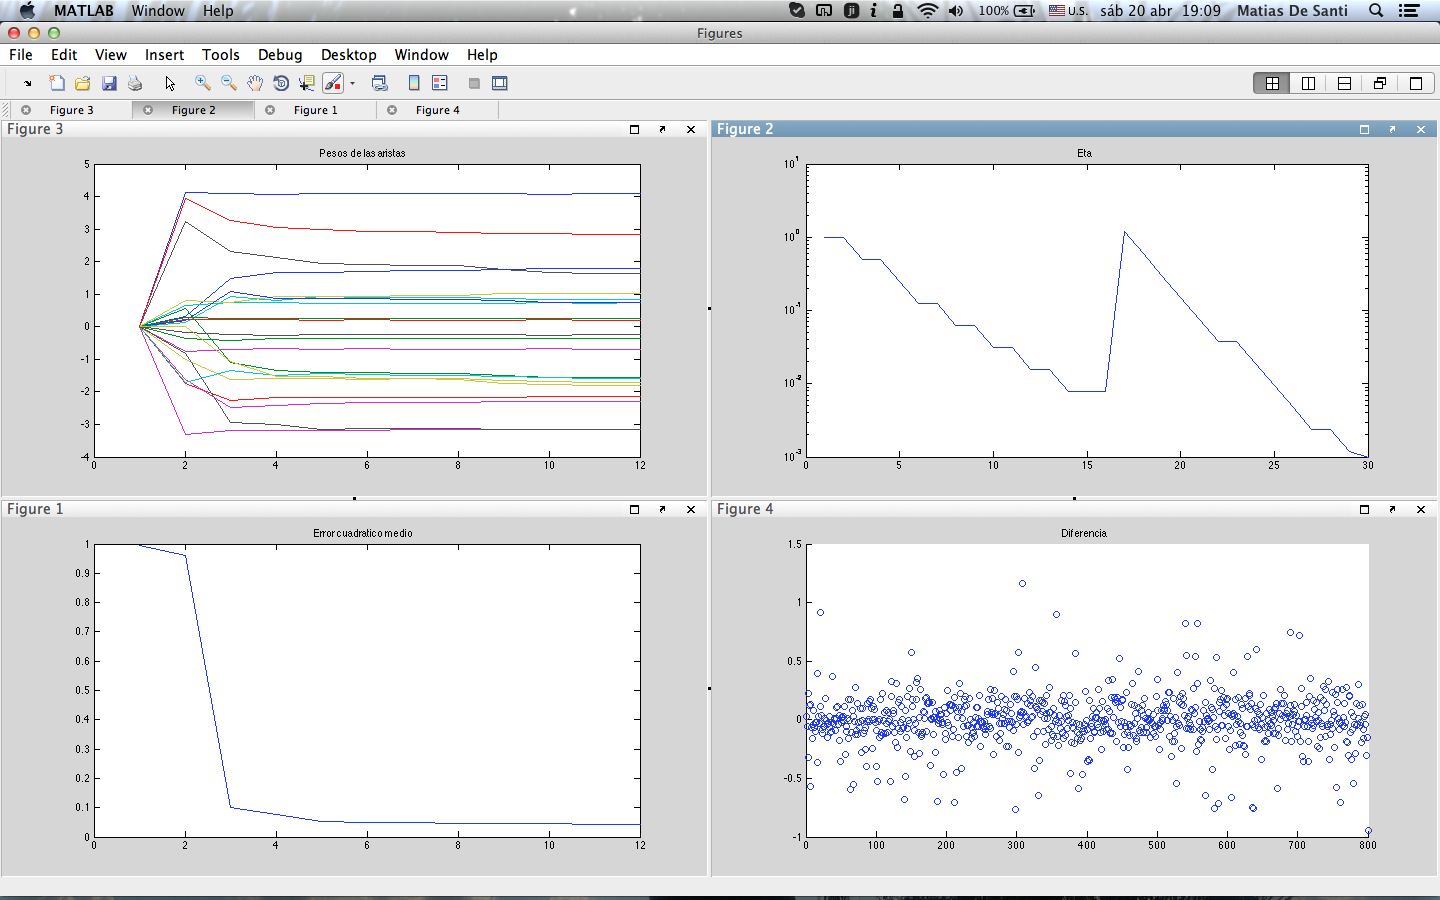 MATLAB Window Help 100% U.S. sáb 20 abr 19:09 Matias De Santi
Figures
File Edit View Insert Tools Debug Desktop Window Help
Figure 3 Figure 2 Figure 1 Figure 4
Figure 3
Pesos de las aristas
5
4
3
2
1
0
-1
-2
-3
-4
0 2 4 6 8 10 12
Figure 2
Eta
10^1
10^0
10^-1
10^-2
10^-3
0 5 10 15 20 25 30
Figure 1
Error cuadratico medio
1
0.9
0.8
0.7
0.6
0.5
0.4
0.3
0.2
0.1
0
0 2 4 6 8 10 12
Figure 4
Diferencia
1.5
1
0.5
0
-0.5
-1
0 100 200 300 400 500 600 700 800